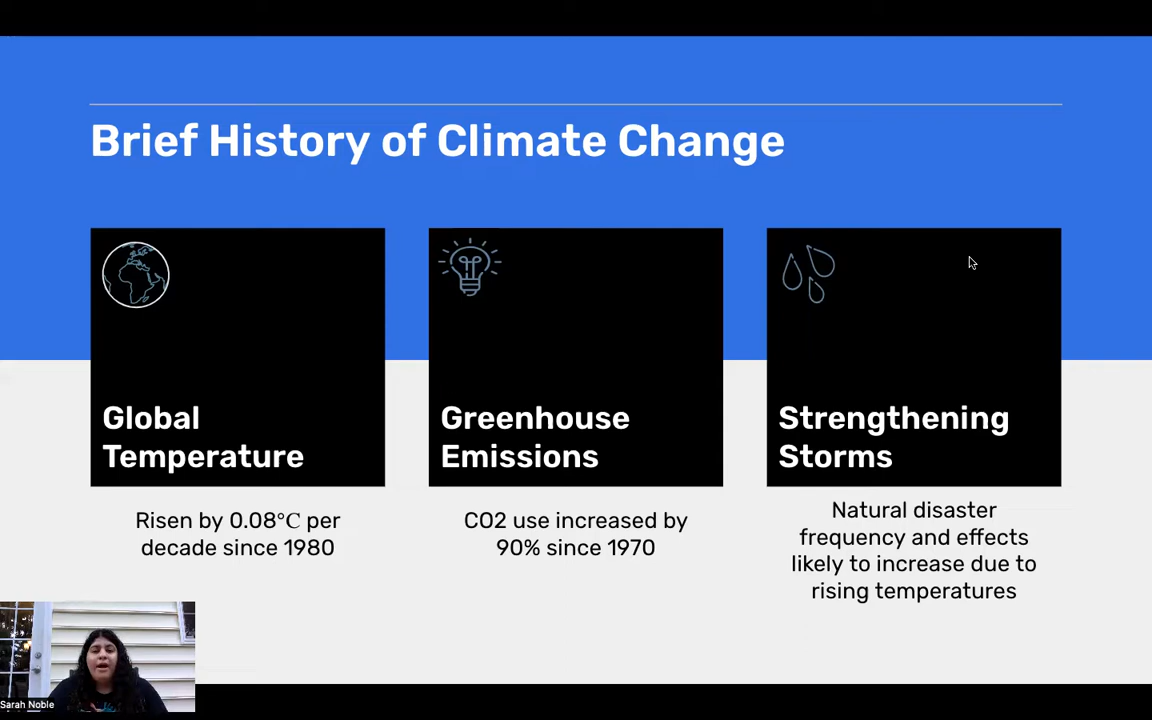 Brief History of Climate Change
Global
Temperature
Risen by 0.08°C per
decade since 1980
Greenhouse
Emissions
CO2 use increased by
90% since 1970
Strengthening
Storms
Natural disaster
frequency and effects
likely to increase due to
rising temperatures
Sarah Noble